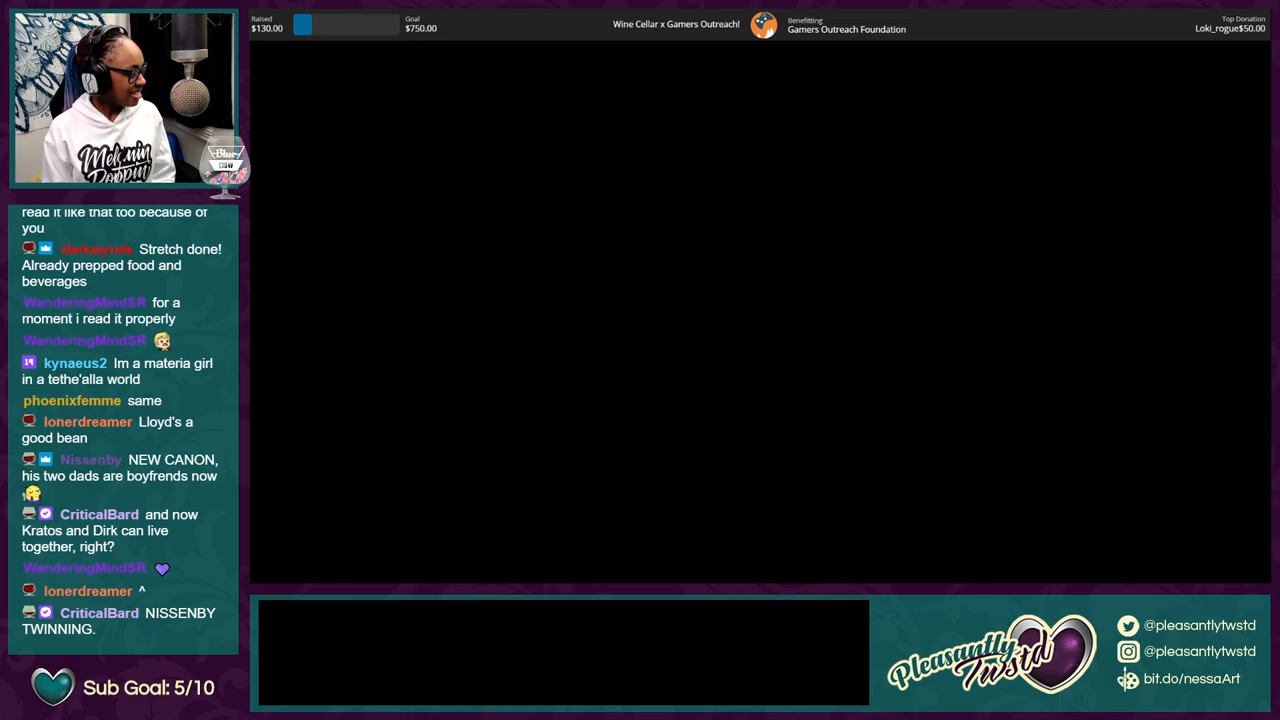 Raised
$130.00
Goal
$750.00
Wine Cellar x Gamers Outreach!
Benefitting
Gamers Outreach Foundation
Top Donation
Loki_rogue$50.00
Melanin
Poppin'
Blue
CREW
read it like that too because of
you
darkwynds Stretch done!
Already prepped food and
beverages
WanderingMindSR for a
moment i read it properly
WanderingMindSR
19 kynaeus2 Im a materia girl
in a tethe'alla world
phoenixfemme same
lonerdreamer Lloyd's a
good bean
Nissenby NEW CANON,
his two dads are boyfrends now
CriticalBard and now
Kratos and Dirk can live
together, right?
WanderingMindSR
lonerdreamer ^
CriticalBard NISSENBY
TWINNING.
Sub Goal: 5/10
Pleasantly
Twstd
@pleasantlytwstd
@pleasantlytwstd
bit.do/nessaArt